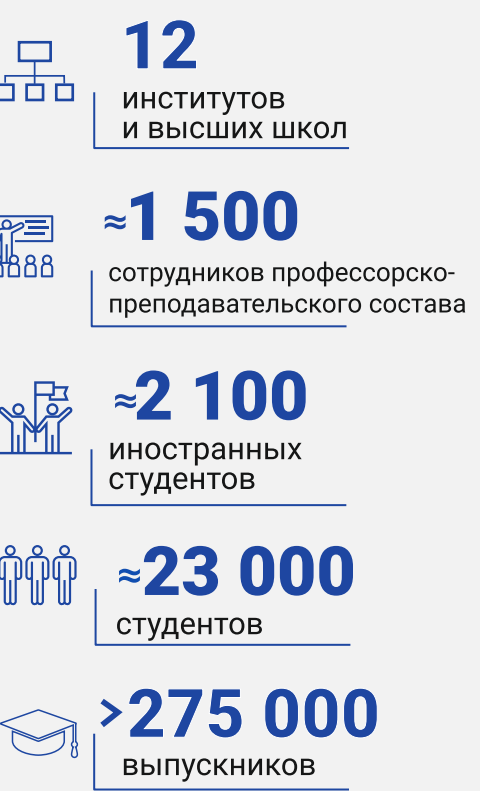 12
институтов
и высших школ
≈1 500
сотрудников профессорско-
преподавательского состава
≈2 100
иностранных
студентов
≈23 000
студентов
>275 000
выпускников